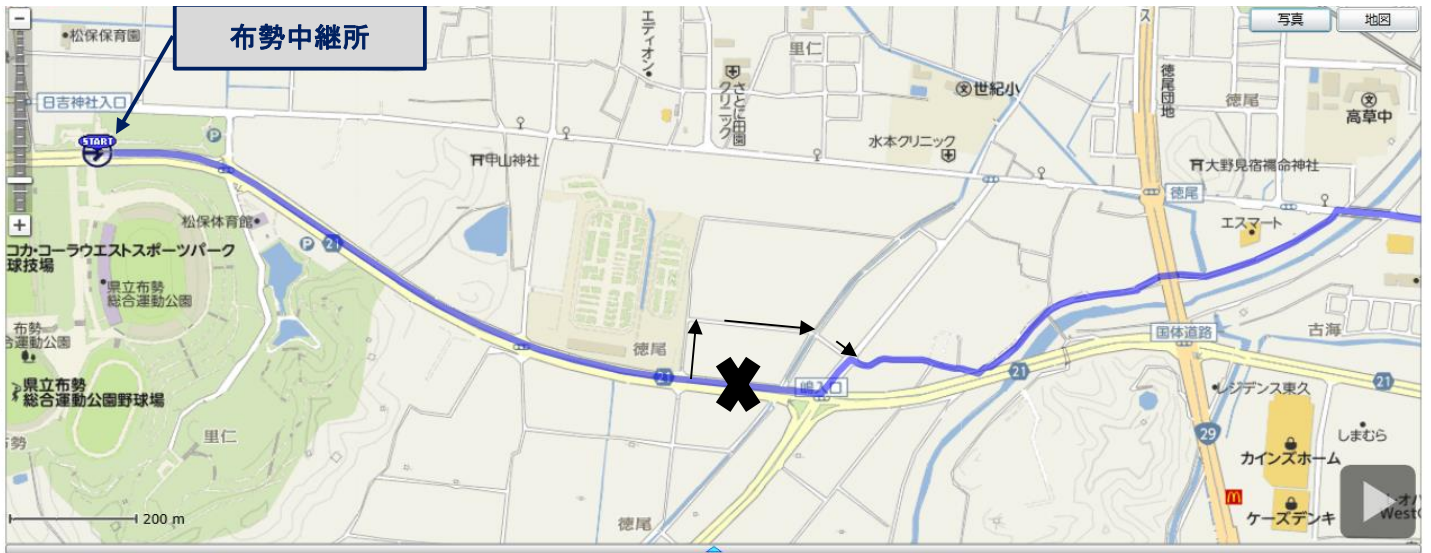 布勢中継所
写真
地図
松保保育園
エディオン
里仁
さとに田園
クリニック
世紀小
徳尾団地
徳尾
高草中
日吉神社入口
START
P
水本クリニック
甲山神社
大野見宿禰命神社
徳尾
松保体育館
エスマート
P
21
コカ・コーラウエストスポーツパーク
球技場
県立布勢
総合運動公園
国体道路
古海
布勢
徳尾
県立布勢
総合運動公園野球場
21
嶋入口
21
21
レジデンス東久
里仁
29
しまむら
カインズホーム
200 m
徳尾
ケーズデンキ
West